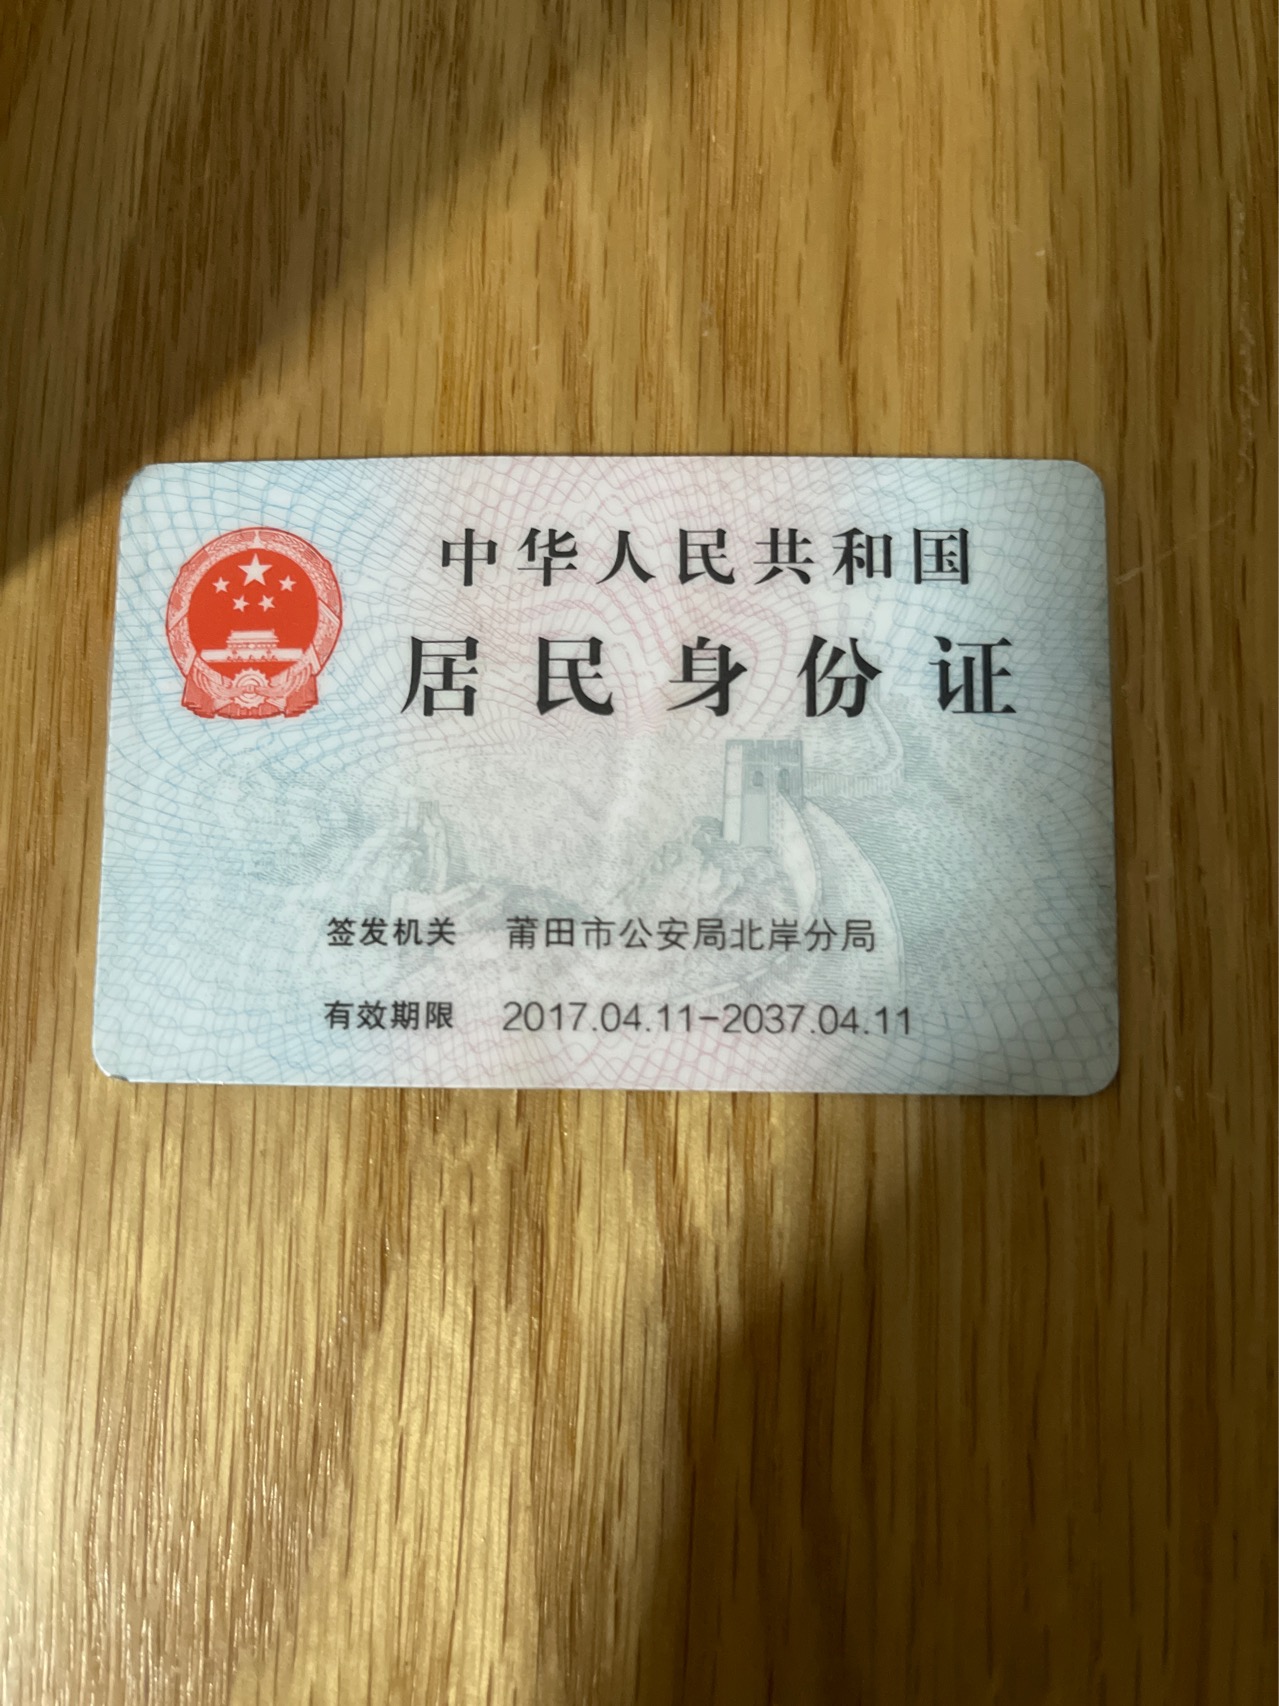 中华人民共和国
居民身份证
签发机关 莆田市公安局北岸分局
有效期限 2017.04.11-2037.04.11